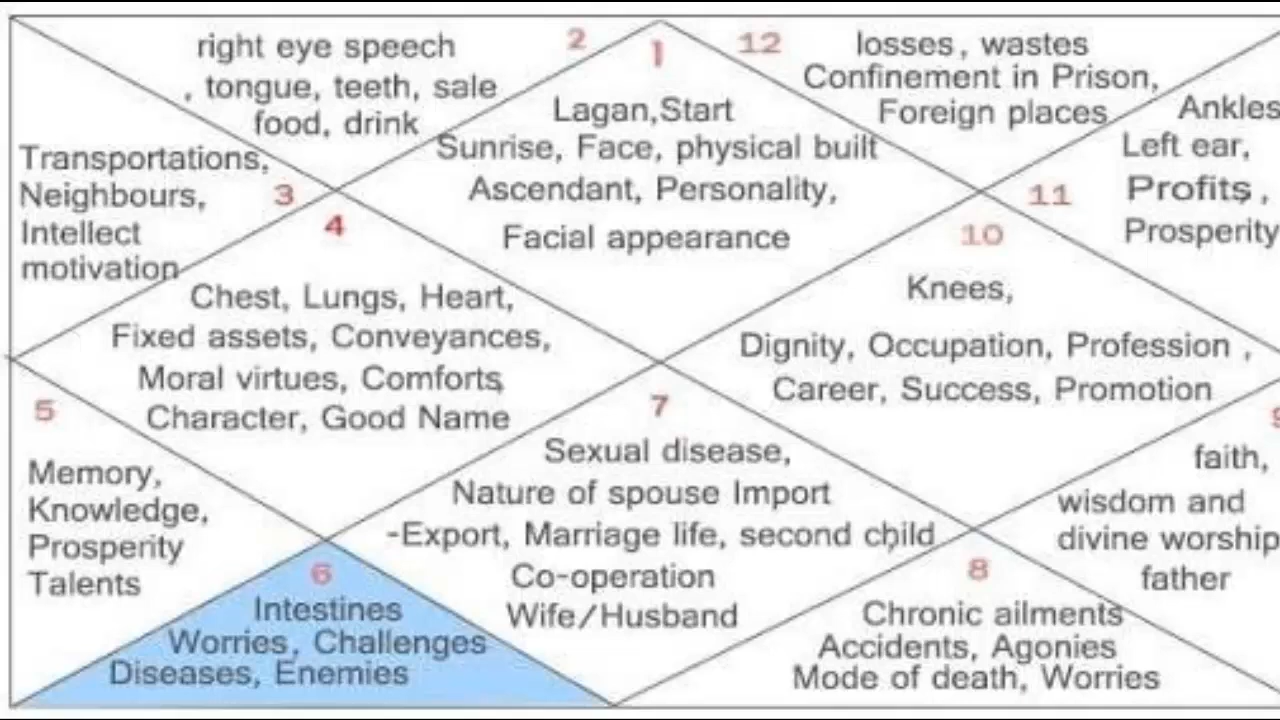 2
right eye speech
, tongue, teeth, sale
food, drink
1
Lagan,Start
Sunrise, Face, physical built
Ascendant, Personality,
Facial appearance
12
losses, wastes
Confinement in Prison,
Foreign places
Ankles
Left ear,
11
Profits,
Prosperity
Transportations,
Neighbours,
3
Intellect
motivation
4
Chest, Lungs, Heart,
Fixed assets, Conveyances,
Moral virtues, Comforts,
Character, Good Name
10
Knees,
Dignity, Occupation, Profession ,
Career, Success, Promotion
5
Memory,
Knowledge,
Prosperity
Talents
7
Sexual disease,
Nature of spouse Import
-Export, Marriage life, second child
Co-operation
Wife/Husband
9
faith,
wisdom and
divine worship
father
6
Intestines
Worries, Challenges
Diseases, Enemies
8
Chronic ailments
Accidents, Agonies
Mode of death, Worries